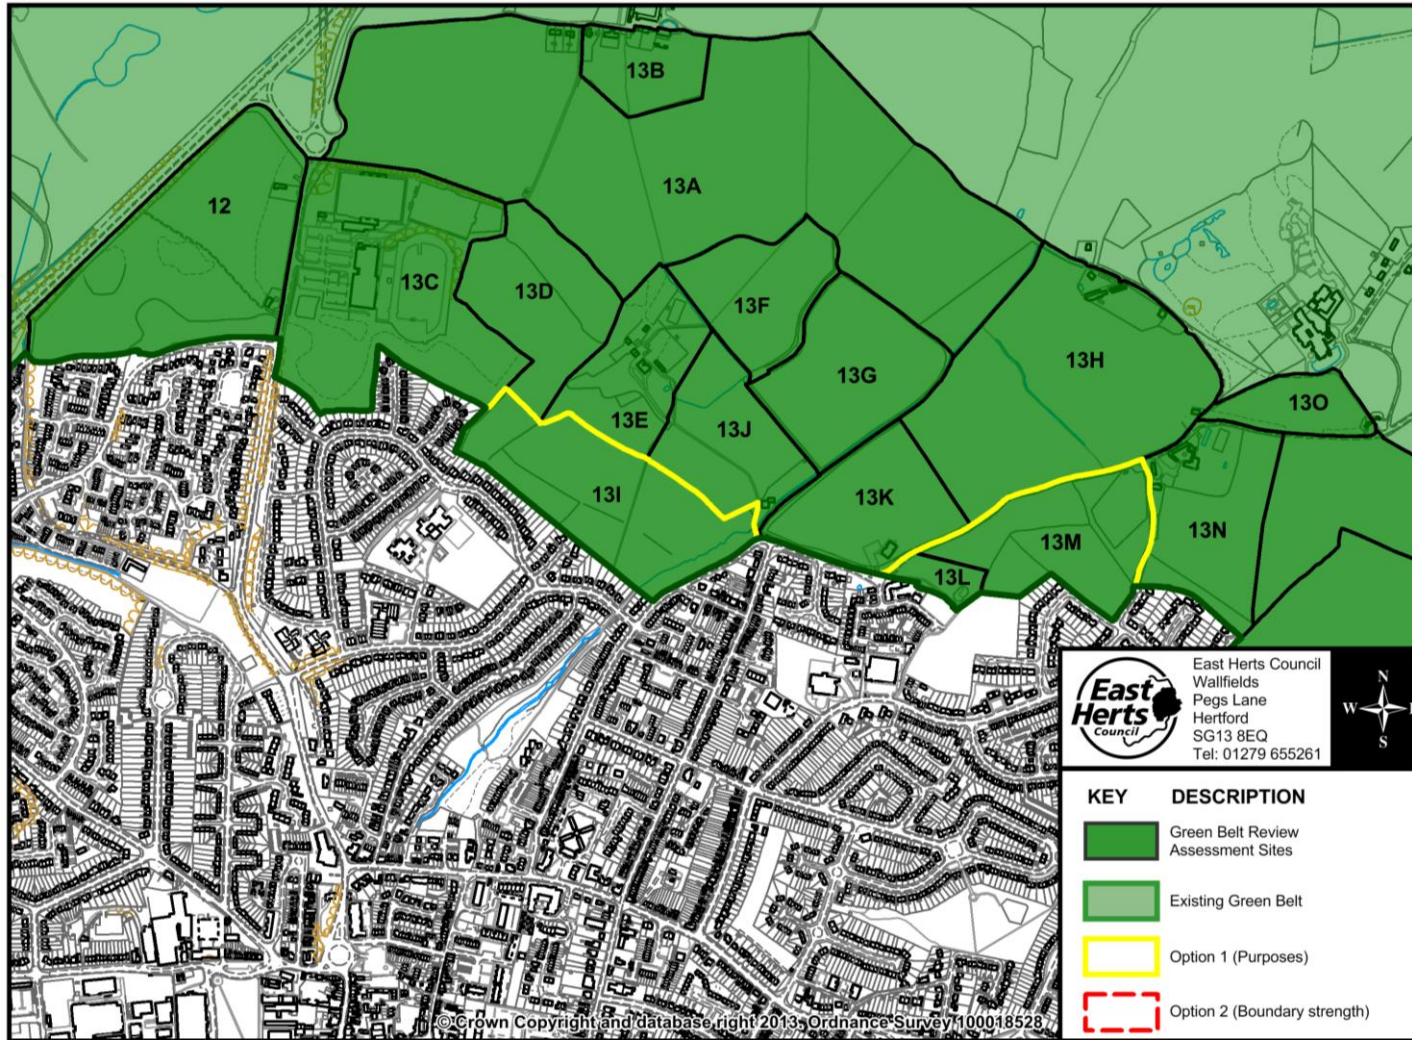 13B
13A
12
13C
13D
13F
13H
13G
13O
13E
13J
13I
13K
13M
13N
13L
East
Herts
Council
East Herts Council
Wallfields
Pegs Lane
Hertford
SG13 8EQ
Tel: 01279 655261
N
W
S
KEY DESCRIPTION
Green Belt Review
Assessment Sites
Existing Green Belt
Option 1 (Purposes)
Option 2 (Boundary strength)
© Crown Copyright and database right 2013. Ordnance Survey 100018528